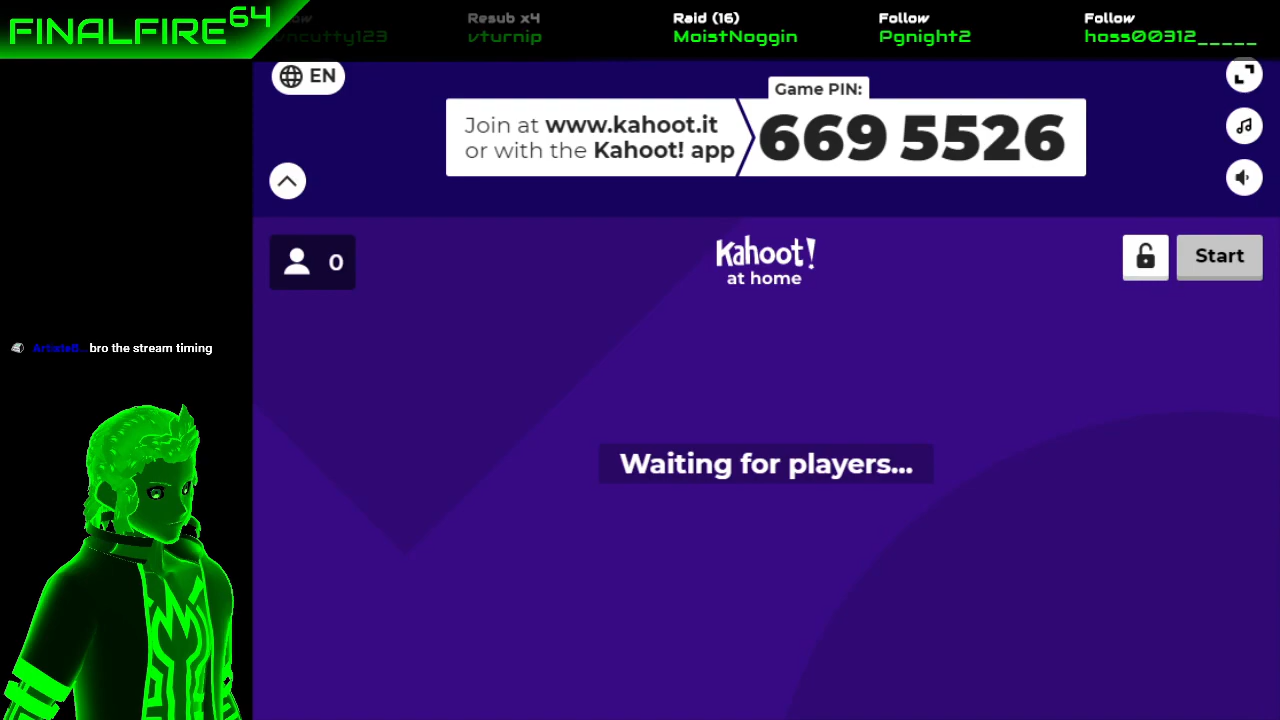 FINALFIRE64
Resub x4
vturnip
Raid (16)
MoistNoggin
Follow
Pgnight2
Follow
hoss00312_____
EN
Game PIN:
Join at www.kahoot.it
or with the Kahoot! app
669 5526
0
Kahoot!
at home
Start
bro the stream timing
Waiting for players...